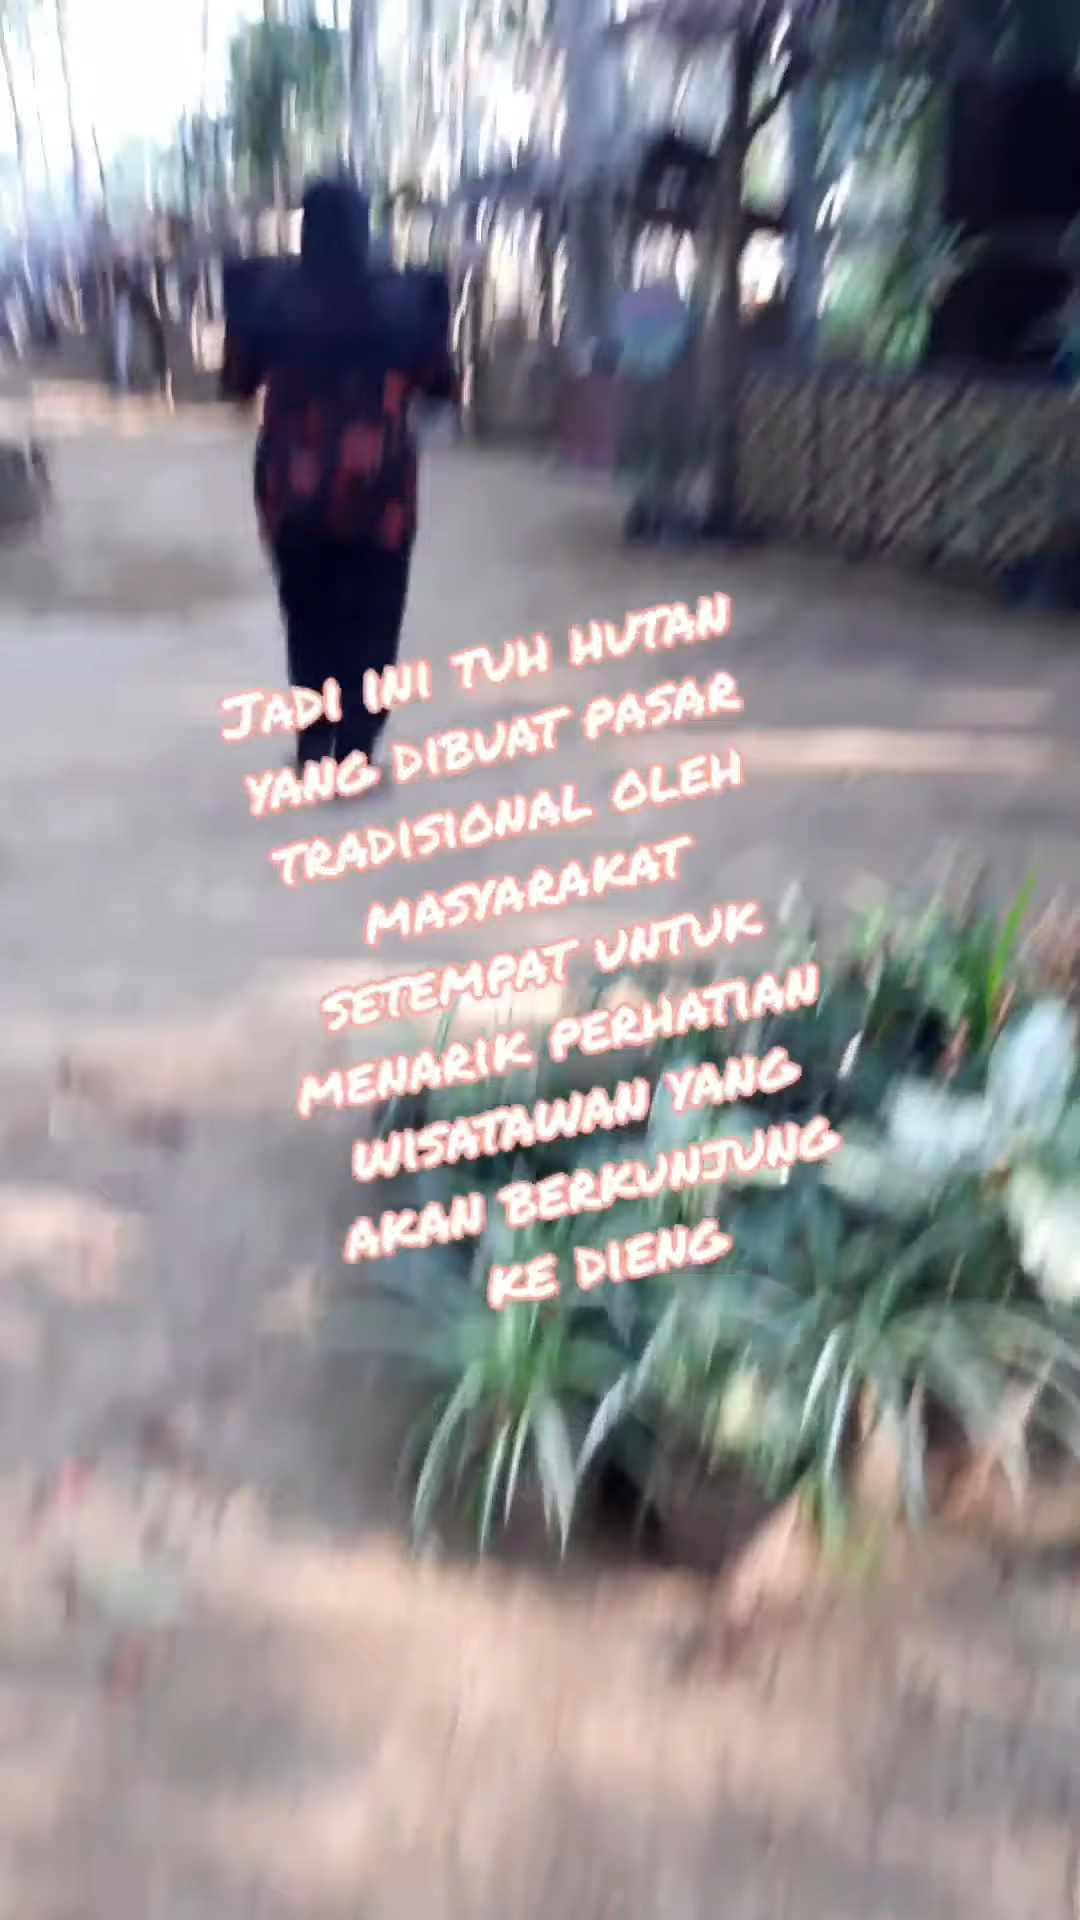 JADI INI TUH HUTAN
YANG DIBUAT PASAR
TRADISIONAL OLEH
MASYARAKAT
SETEMPAT UNTUK
MENARIK PERHATIAN
WISATAWAN YANG
AKAN BERKUNJUNG
KE DIENG